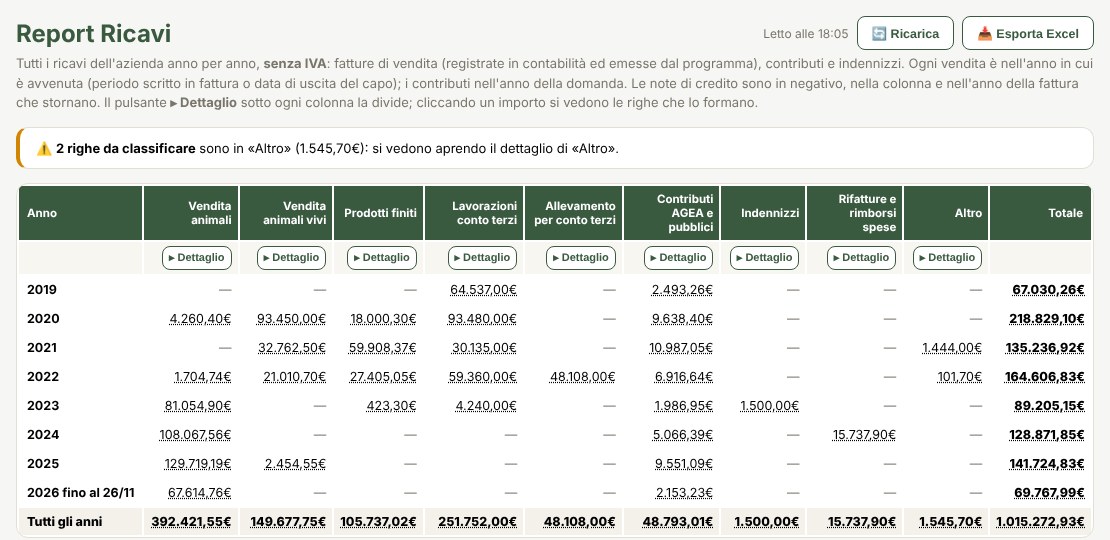 Report Ricavi
Letto alle 18:05
🔄 Ricarica
📥 Esporta Excel
Tutti i ricavi dell'azienda anno per anno, senza IVA: fatture di vendita (registrate in contabilità ed emesse dal programma), contributi e indennizzi. Ogni vendita è nell'anno in cui
è avvenuta (periodo scritto in fattura o data di uscita del capo); i contributi nell'anno della domanda. Le note di credito sono in negativo, nella colonna e nell'anno della fattura
che stornano. Il pulsante ▸ Dettaglio sotto ogni colonna la divide; cliccando un importo si vedono le righe che lo formano.
⚠️ 2 righe da classificare sono in «Altro» (1.545,70€): si vedono aprendo il dettaglio di «Altro».
Anno Vendita animali Vendita animali vivi Prodotti finiti Lavorazioni conto terzi Allevamento per conto terzi Contributi AGEA e pubblici Indennizzi Rifatture e rimborsi spese Altro Totale
▸ Dettaglio ▸ Dettaglio ▸ Dettaglio ▸ Dettaglio ▸ Dettaglio ▸ Dettaglio ▸ Dettaglio ▸ Dettaglio ▸ Dettaglio
2019 — — — 64.537,00€ — 2.493,26€ — — — 67.030,26€
2020 4.260,40€ 93.450,00€ 18.000,30€ 93.480,00€ — 9.638,40€ — — — 218.829,10€
2021 — 32.762,50€ 59.908,37€ 30.135,00€ — 10.987,05€ — — 1.444,00€ 135.236,92€
2022 1.704,74€ 21.010,70€ 27.405,05€ 59.360,00€ 48.108,00€ 6.916,64€ — — 101,70€ 164.606,83€
2023 81.054,90€ — 423,30€ 4.240,00€ — 1.986,95€ 1.500,00€ — — 89.205,15€
2024 108.067,56€ — — — — 5.066,39€ — 15.737,90€ — 128.871,85€
2025 129.719,19€ 2.454,55€ — — — 9.551,09€ — — — 141.724,83€
2026 fino al 26/11 67.614,76€ — — — — 2.153,23€ — — — 69.767,99€
Tutti gli anni 392.421,55€ 149.677,75€ 105.737,02€ 251.752,00€ 48.108,00€ 48.793,01€ 1.500,00€ 15.737,90€ 1.545,70€ 1.015.272,93€